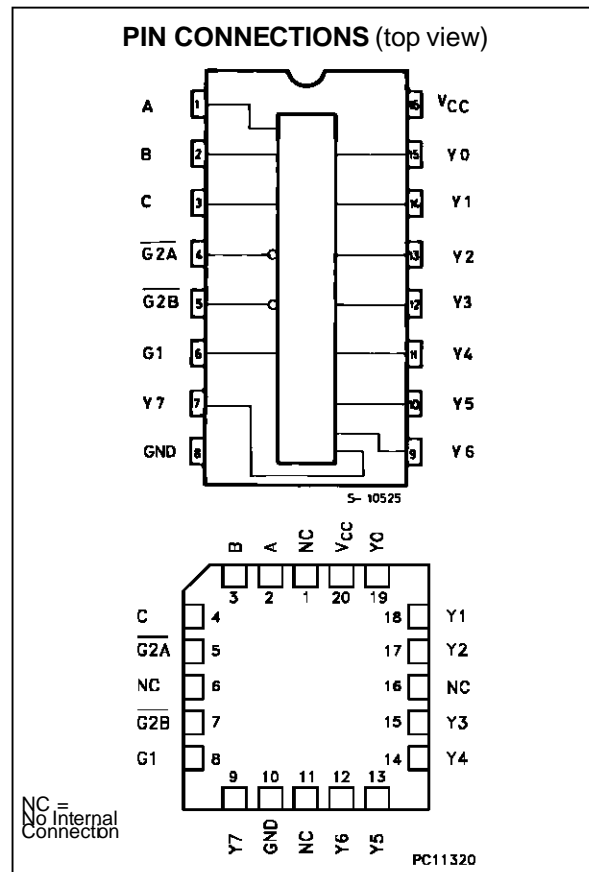 PIN CONNECTIONS (top view)
A 1 16 VCC
B 2 15 Y0
C 3 14 Y1
G2A 4 13 Y2
G2B 5 12 Y3
G1 6 11 Y4
Y7 7 10 Y5
GND 8 9 Y6
S-10525
B A NC VCC Y0
3 2 1 20 19
C 4 18 Y1
G2A 5 17 Y2
NC 6 16 NC
G2B 7 15 Y3
G1 8 14 Y4
9 10 11 12 13
Y7 GND NC Y6 Y5
NC =
No Internal
Connection
PC11320